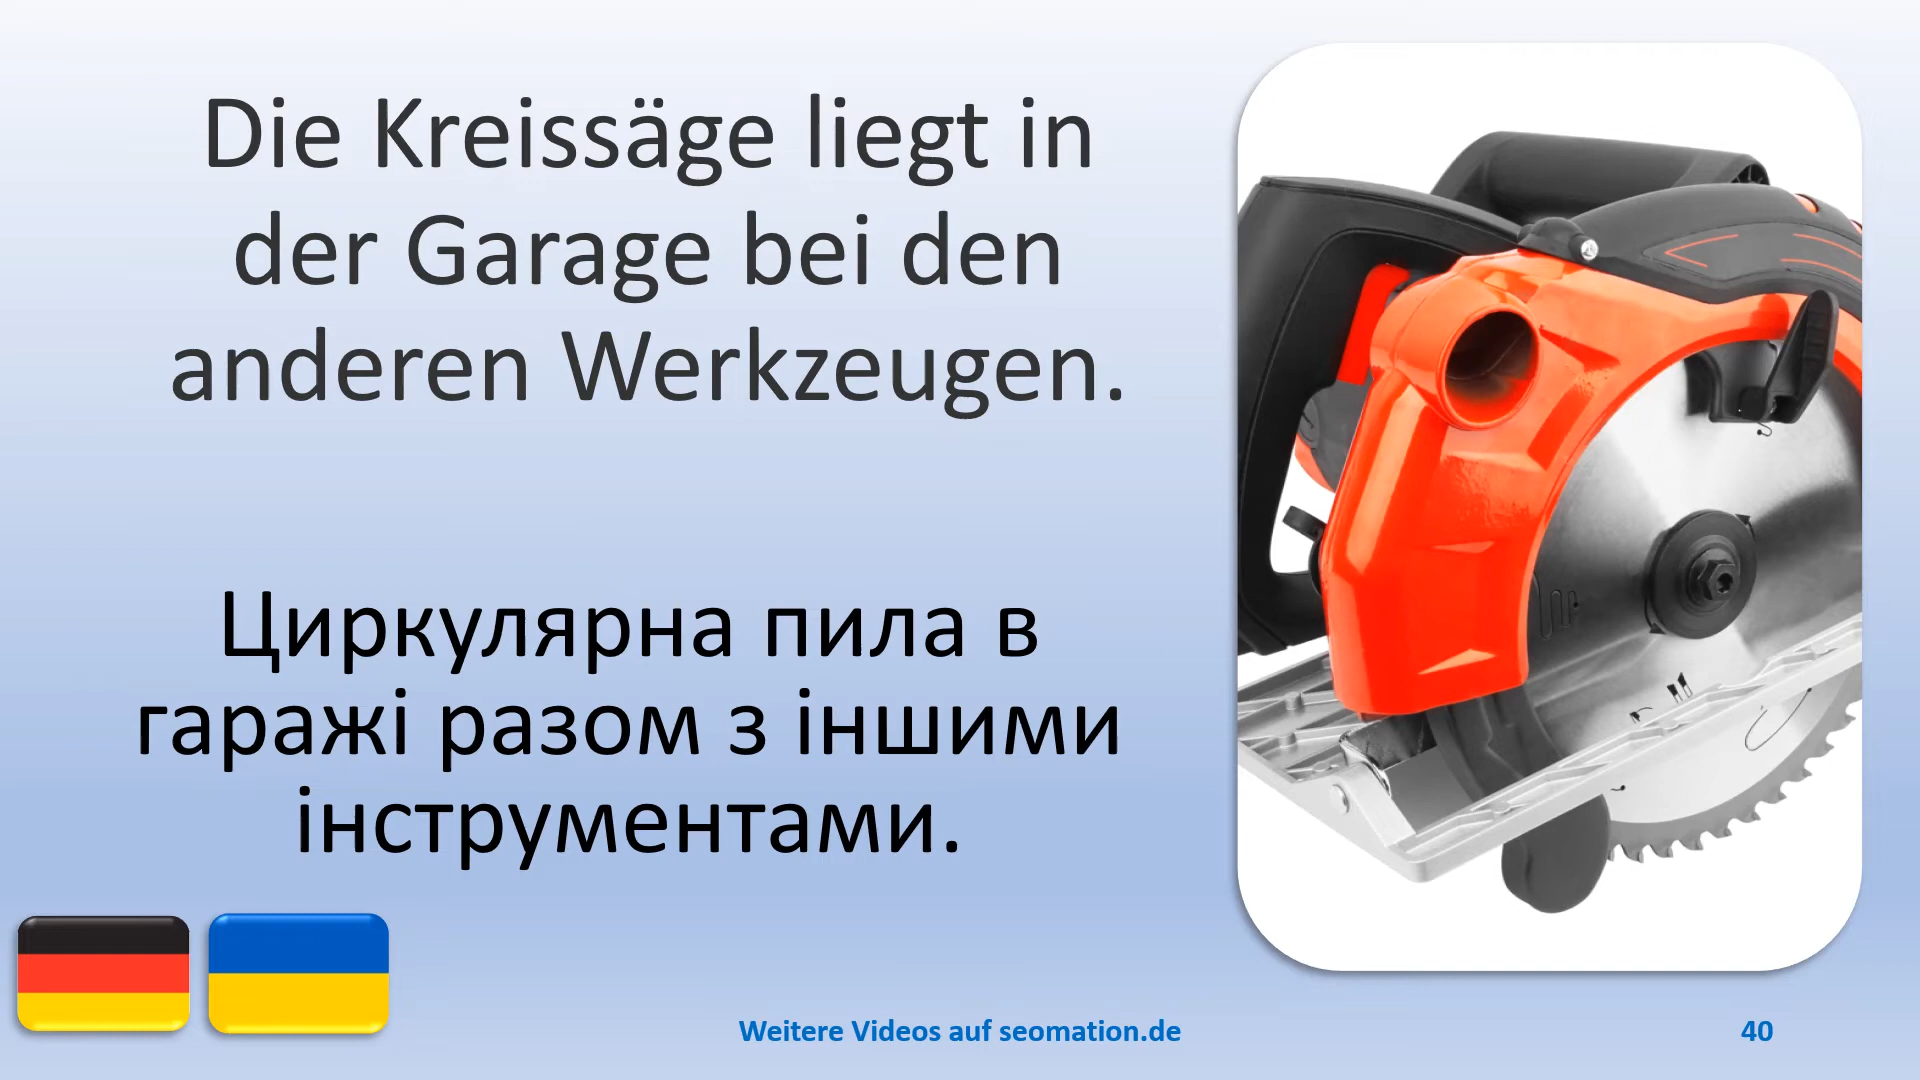 Die Kreissäge liegt in
der Garage bei den
anderen Werkzeugen.
Циркулярна пила в
гаражі разом з іншими
інструментами.
Weitere Videos auf seomation.de
40